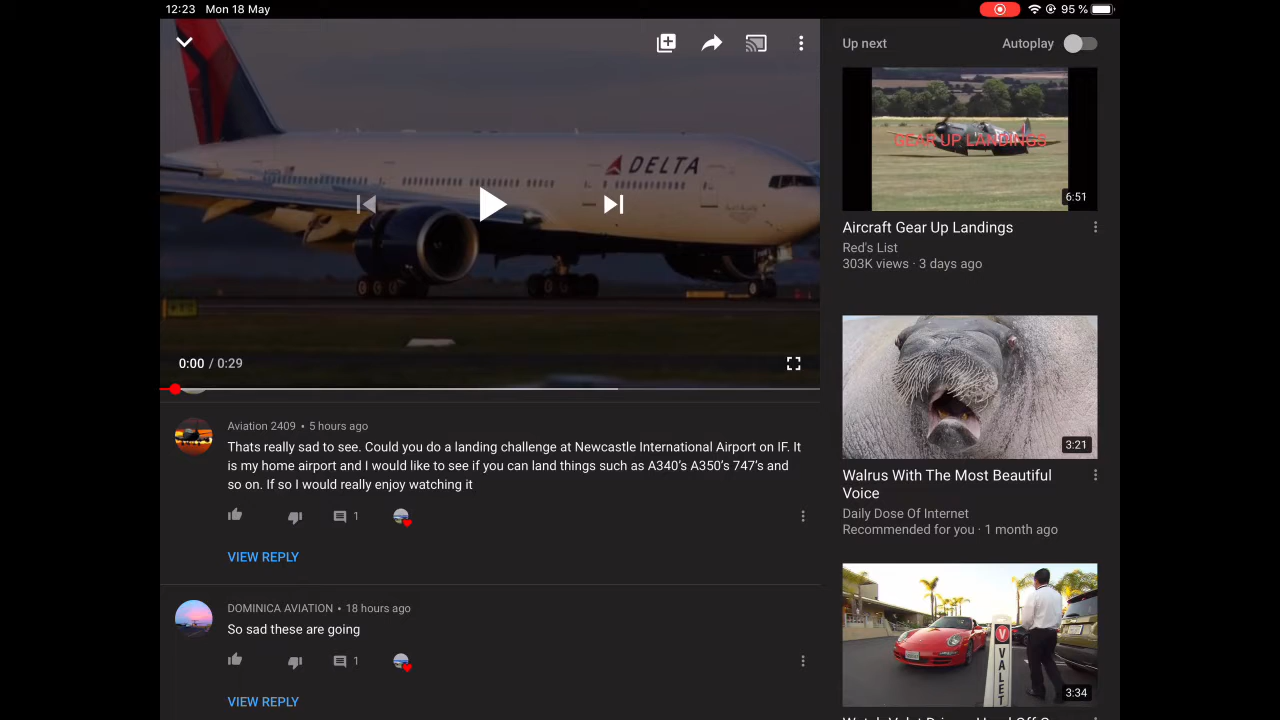 12:23 Mon 18 May
95 %
Up next
Autoplay
DELTA
GEAR UP LANDINGS
6:51
Aircraft Gear Up Landings
Red's List
303K views · 3 days ago
0:00 / 0:29
3:21
Walrus With The Most Beautiful
Voice
Daily Dose Of Internet
Recommended for you · 1 month ago
Aviation 2409 • 5 hours ago
Thats really sad to see. Could you do a landing challenge at Newcastle International Airport on IF. It
is my home airport and I would like to see if you can land things such as A340's A350's 747's and
so on. If so I would really enjoy watching it
1
VIEW REPLY
DOMINICA AVIATION • 18 hours ago
So sad these are going
1
VIEW REPLY
V
VALET
3:34